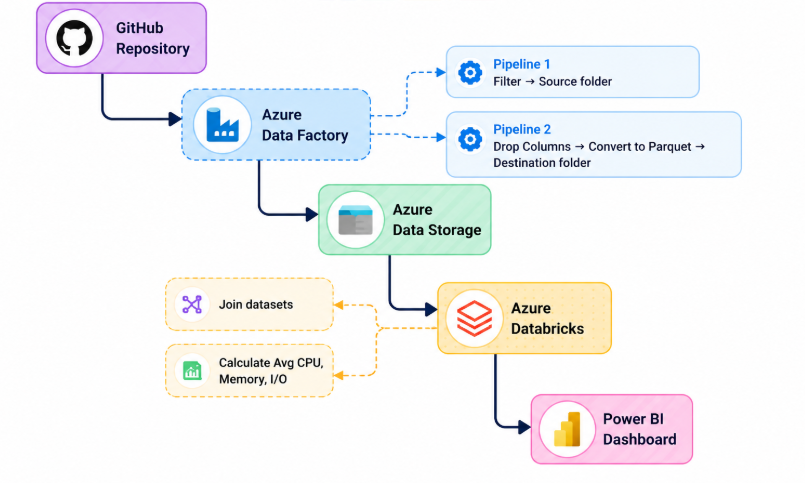 GitHub
Repository
Azure
Data Factory
Pipeline 1
Filter → Source folder
Pipeline 2
Drop Columns → Convert to Parquet →
Destination folder
Azure
Data Storage
Join datasets
Calculate Avg CPU,
Memory, I/O
Azure
Databricks
Power BI
Dashboard